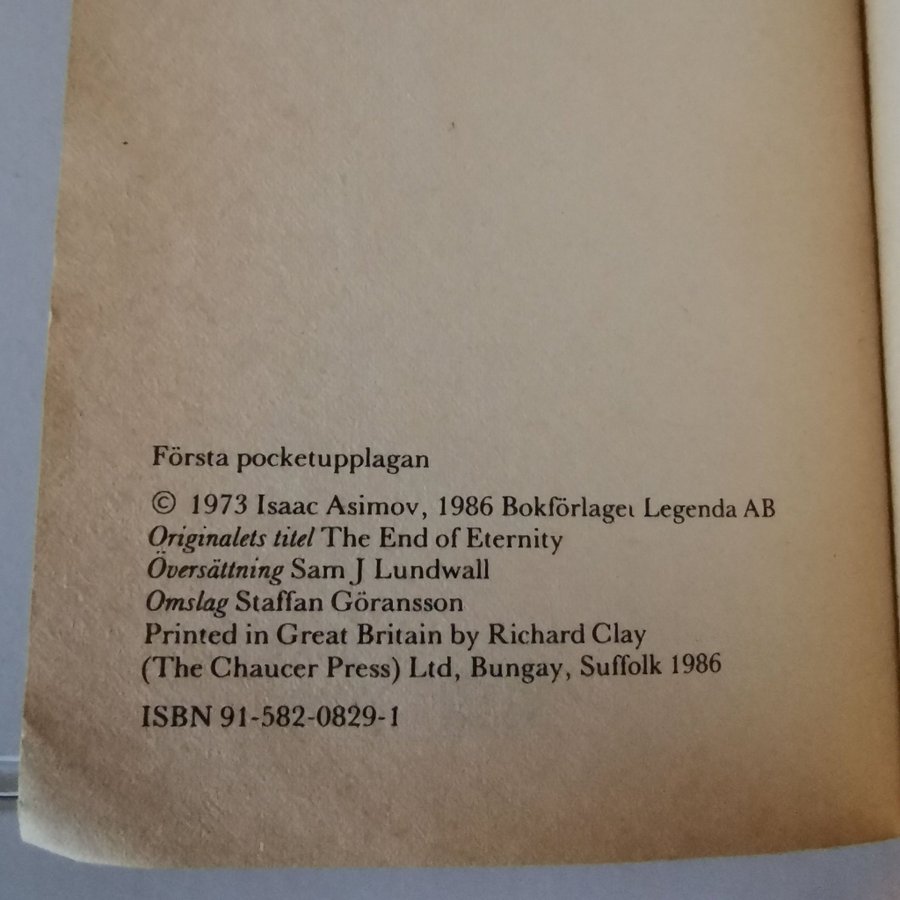 Första pocketupplagan
© 1973 Isaac Asimov, 1986 Bokförlaget Legenda AB
Originalets titel The End of Eternity
Översättning Sam J Lundwall
Omslag Staffan Göransson
Printed in Great Britain by Richard Clay
(The Chaucer Press) Ltd, Bungay, Suffolk 1986
ISBN 91-582-0829-1